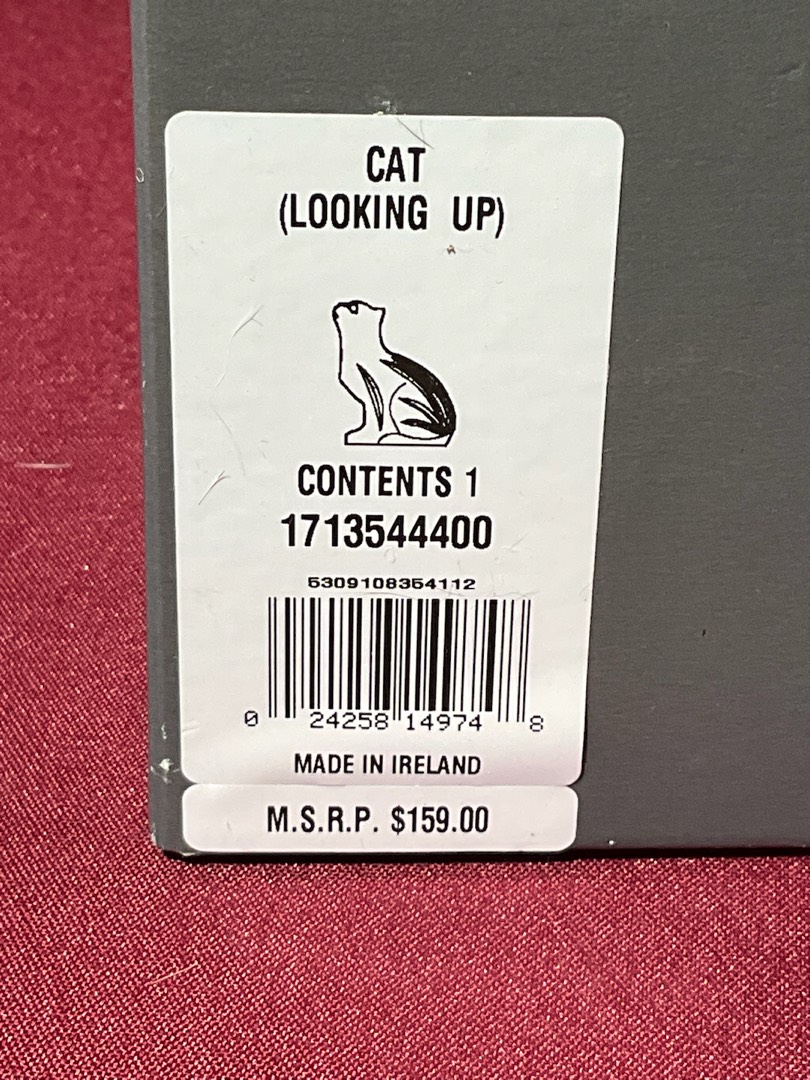 CAT
(LOOKING UP)
CONTENTS 1
1713544400
5309108354112
0 24258 14974 8
MADE IN IRELAND
M.S.R.P. $159.00